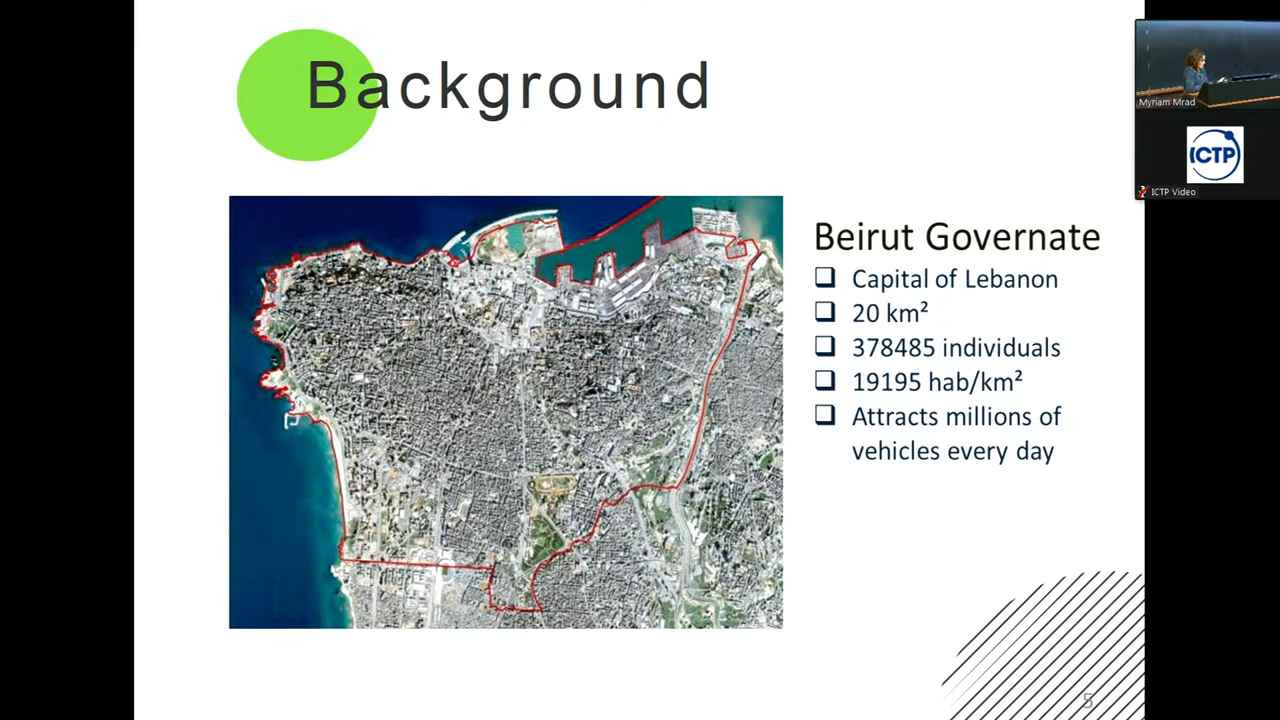 Background
Myriam Mrad
ICTP
ICTP Video
Beirut Governate
Capital of Lebanon
20 km²
378485 individuals
19195 hab/km²
Attracts millions of
vehicles every day
5